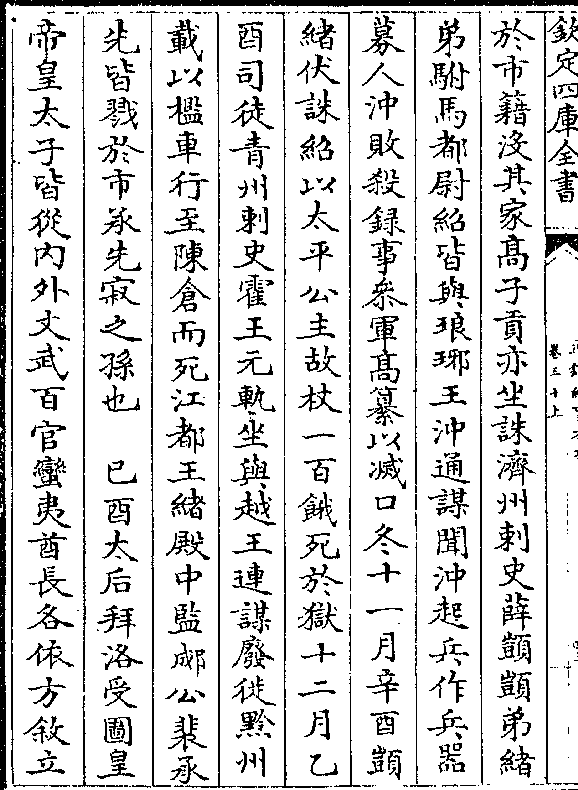 欽定四庫全書
卷三十上
於市籍没其家髙子貢亦坐誅濟州刺史薛顗顗弟緒
弟駙馬都尉紹皆與琅琊王沖通謀聞沖起兵作兵器
募人沖敗殺録事參軍髙纂以滅口冬十一月辛酉顗
緒伏誅紹以太平公主故杖一百餓死於獄十二月乙
酉司徒青州刺史霍王元軌坐與越王連謀廢徙黔州
載以檻車行至陳倉而死江都王緒殿中監郕公裴承
先皆戮於市承先寂之孫也　已酉太后拜洛受圖皇
帝皇太子皆從内外文武百官蠻夷酋長各依方敘立